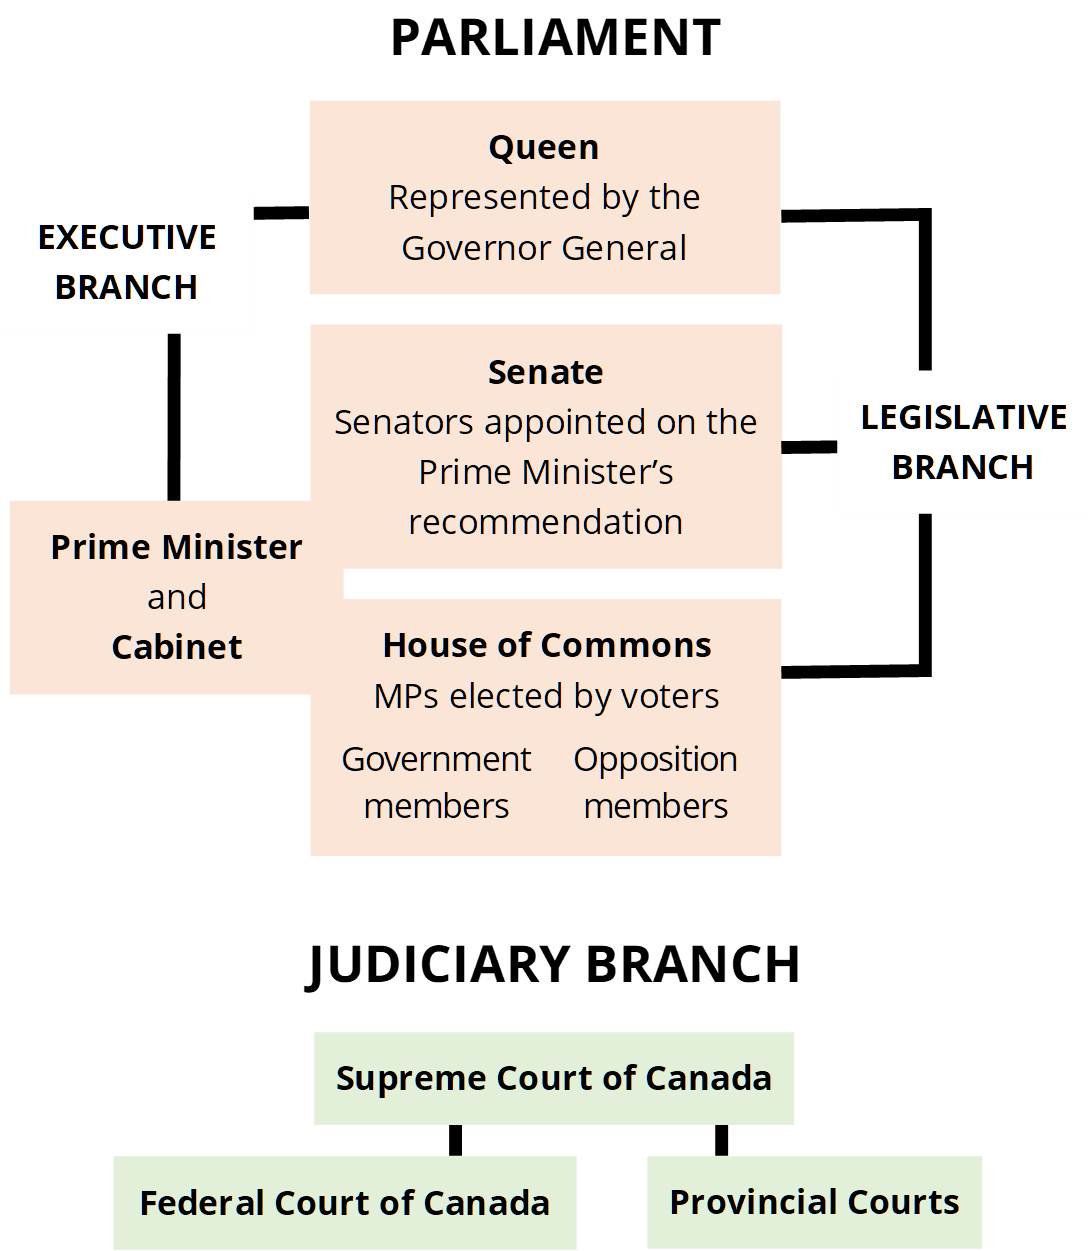 PARLIAMENT
Queen
Represented by the
Governor General
EXECUTIVE
BRANCH
Senate
Senators appointed on the
Prime Minister’s
recommendation
LEGISLATIVE
BRANCH
Prime Minister
and
Cabinet
House of Commons
MPs elected by voters
Government members
Opposition members
JUDICIARY BRANCH
Supreme Court of Canada
Federal Court of Canada
Provincial Courts